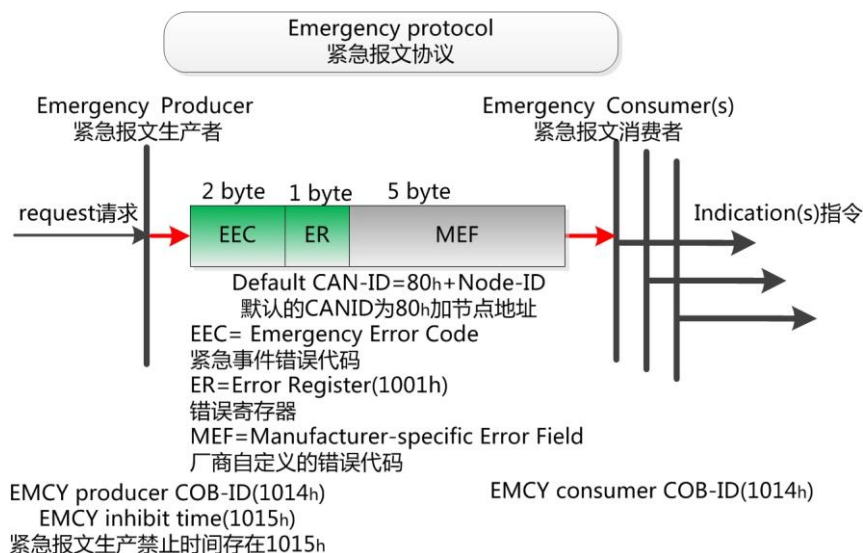 Emergency protocol
紧急报文协议
Emergency Producer
紧急报文生产者
Emergency Consumer(s)
紧急报文消费者
2 byte
1 byte
5 byte
request请求
EEC
ER
MEF
Indication(s)指令
Default CAN-ID=80h+Node-ID
默认的CANID为80h加节点地址
EEC= Emergency Error Code
紧急事件错误代码
ER=Error Register(1001h)
错误寄存器
MEF=Manufacturer-specific Error Field
厂商自定义的错误代码
EMCY producer COB-ID(1014h)
EMCY inhibit time(1015h)
紧急报文生产禁止时间存在1015h
EMCY consumer COB-ID(1014h)